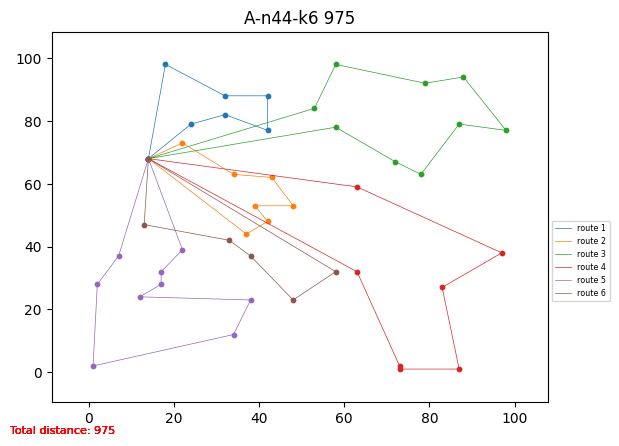 A-n44-k6 975
100
80
60
40
20
0
0 20 40 60 80 100
route 1
route 2
route 3
route 4
route 5
route 6
Total distance: 975